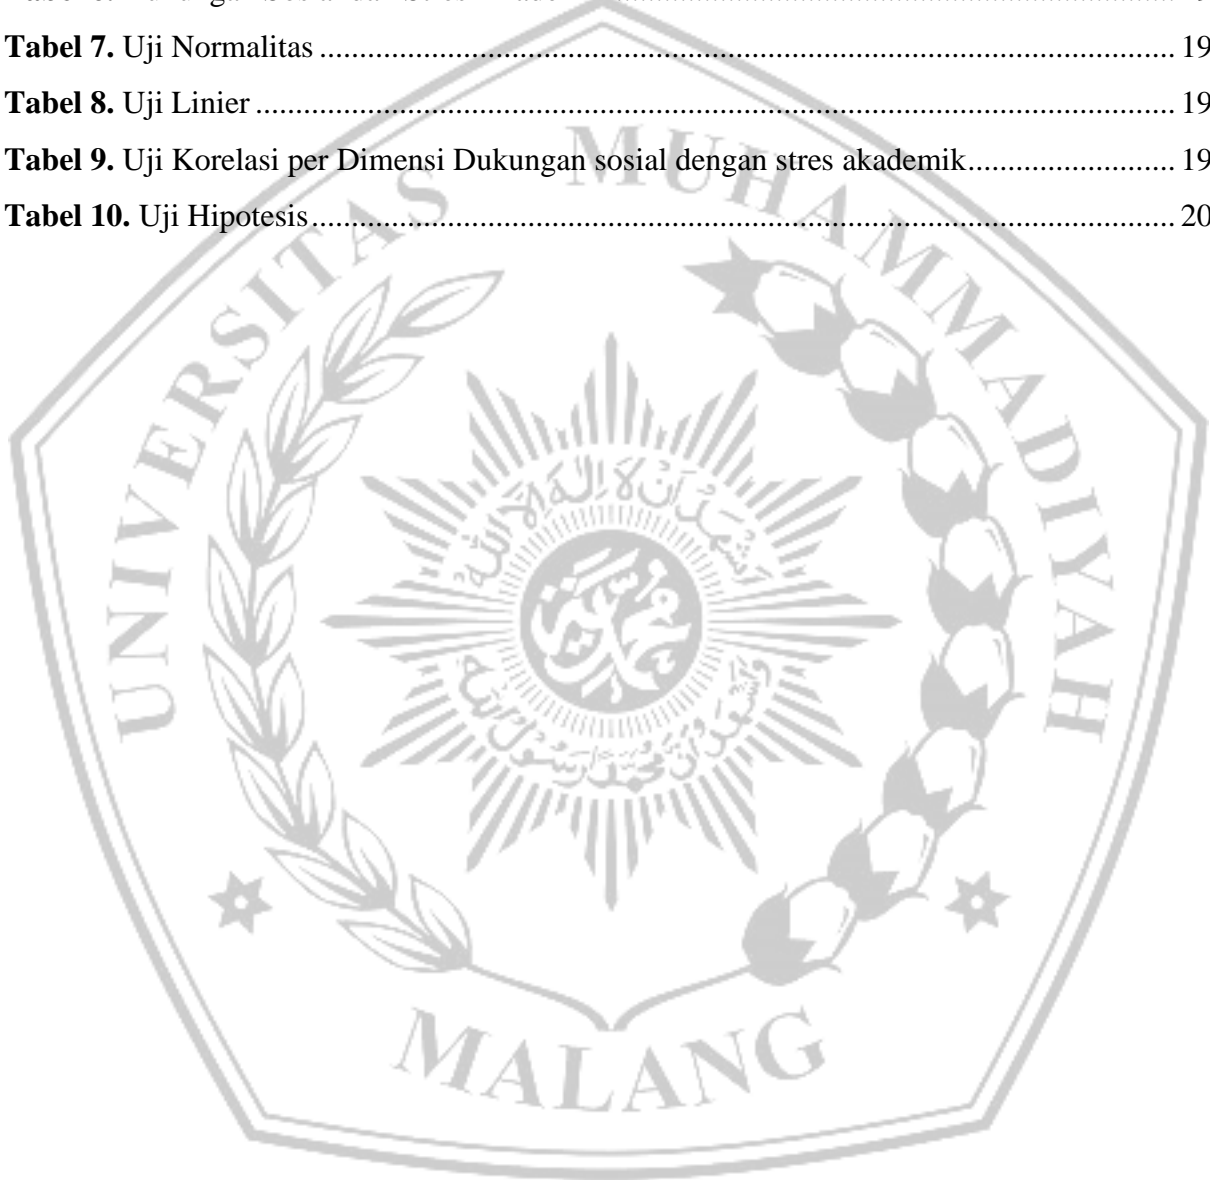 Tabel 7. Uji Normalitas ........................................................................................................... 19
Tabel 8. Uji Linier ................................................................................................................... 19
Tabel 9. Uji Korelasi per Dimensi Dukungan sosial dengan stres akademik.......................... 19
Tabel 10. Uji Hipotesis............................................................................................................ 20
UNIVERSITAS MUHAMMADIYAH
MALANG